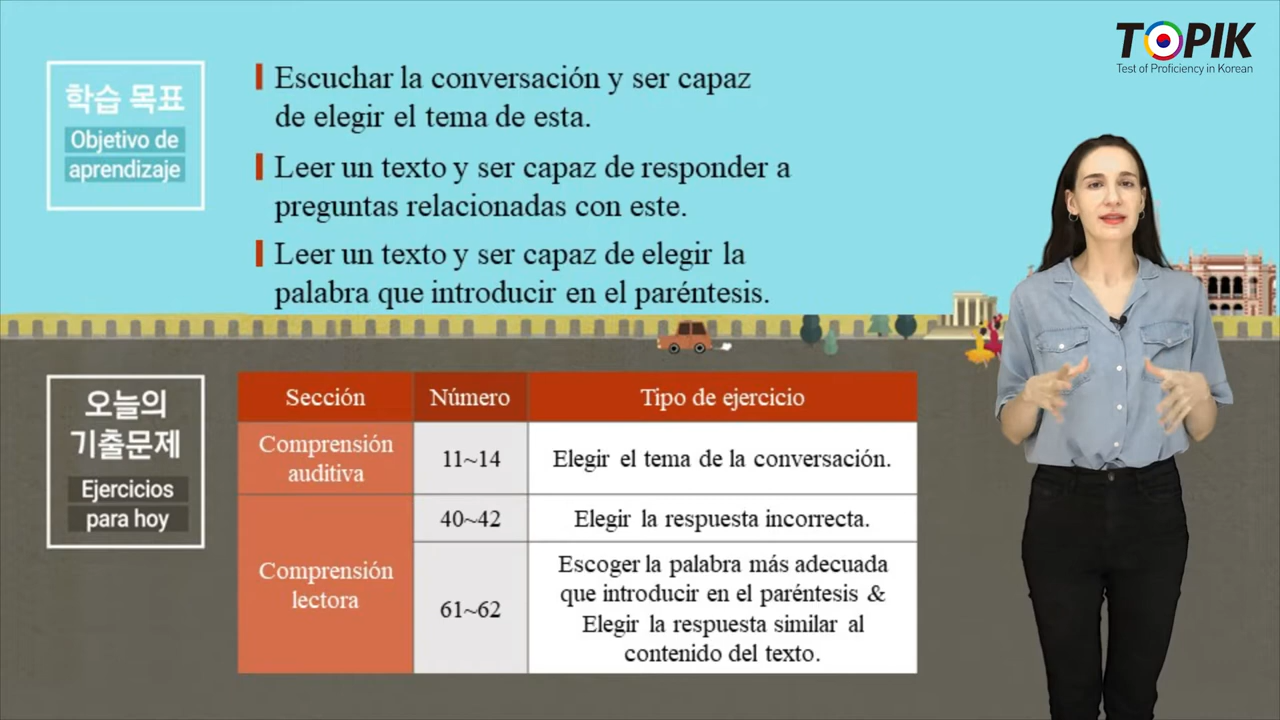 TOPIK
Test of Proficiency in Korean
학습 목표
Objetivo de
aprendizaje
Escuchar la conversación y ser capaz
de elegir el tema de esta.
Leer un texto y ser capaz de responder a
preguntas relacionadas con este.
Leer un texto y ser capaz de elegir la
palabra que introducir en el paréntesis.
오늘의
기출문제
Ejercicios
para hoy
Sección Número Tipo de ejercicio
Comprensión
auditiva
11~14
Elegir el tema de la conversación.
Comprensión
lectora
40~42
Elegir la respuesta incorrecta.
61~62
Escoger la palabra más adecuada
que introducir en el paréntesis &
Elegir la respuesta similar al
contenido del texto.